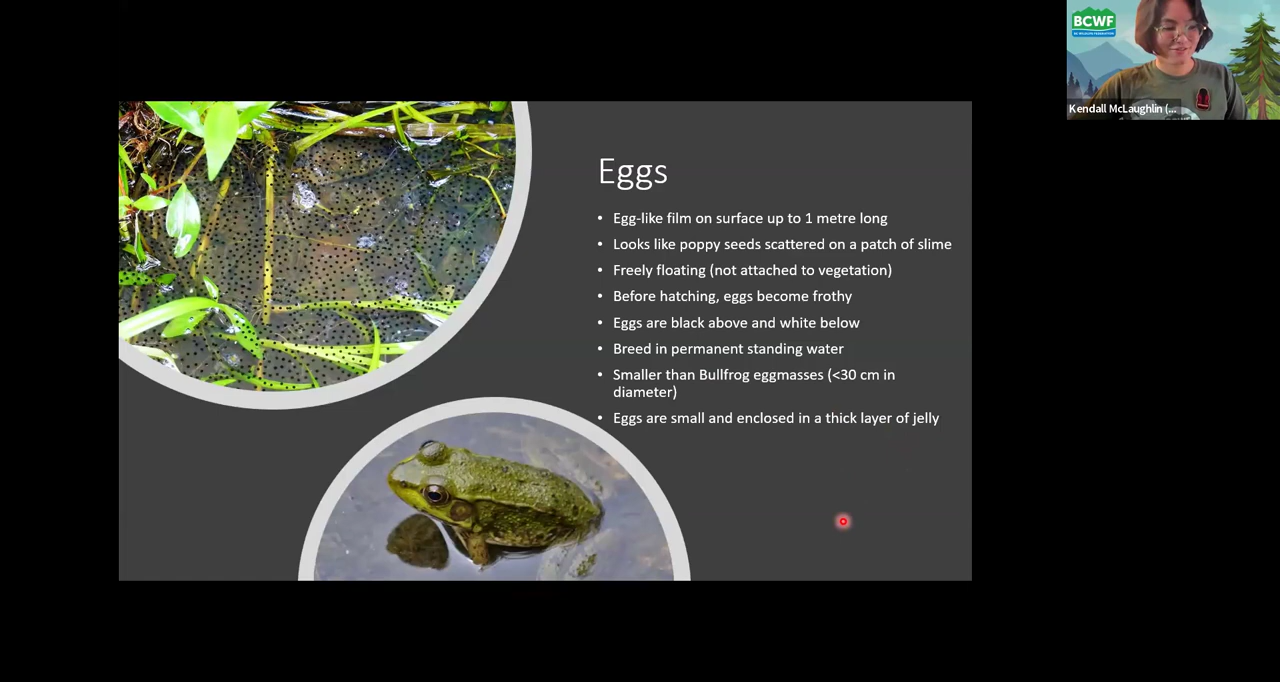 BCWF
Kendall McLaughlin (...
Eggs
• Egg-like film on surface up to 1 metre long
• Looks like poppy seeds scattered on a patch of slime
• Freely floating (not attached to vegetation)
• Before hatching, eggs become frothy
• Eggs are black above and white below
• Breed in permanent standing water
• Smaller than Bullfrog eggmasses (<30 cm in
diameter)
• Eggs are small and enclosed in a thick layer of jelly